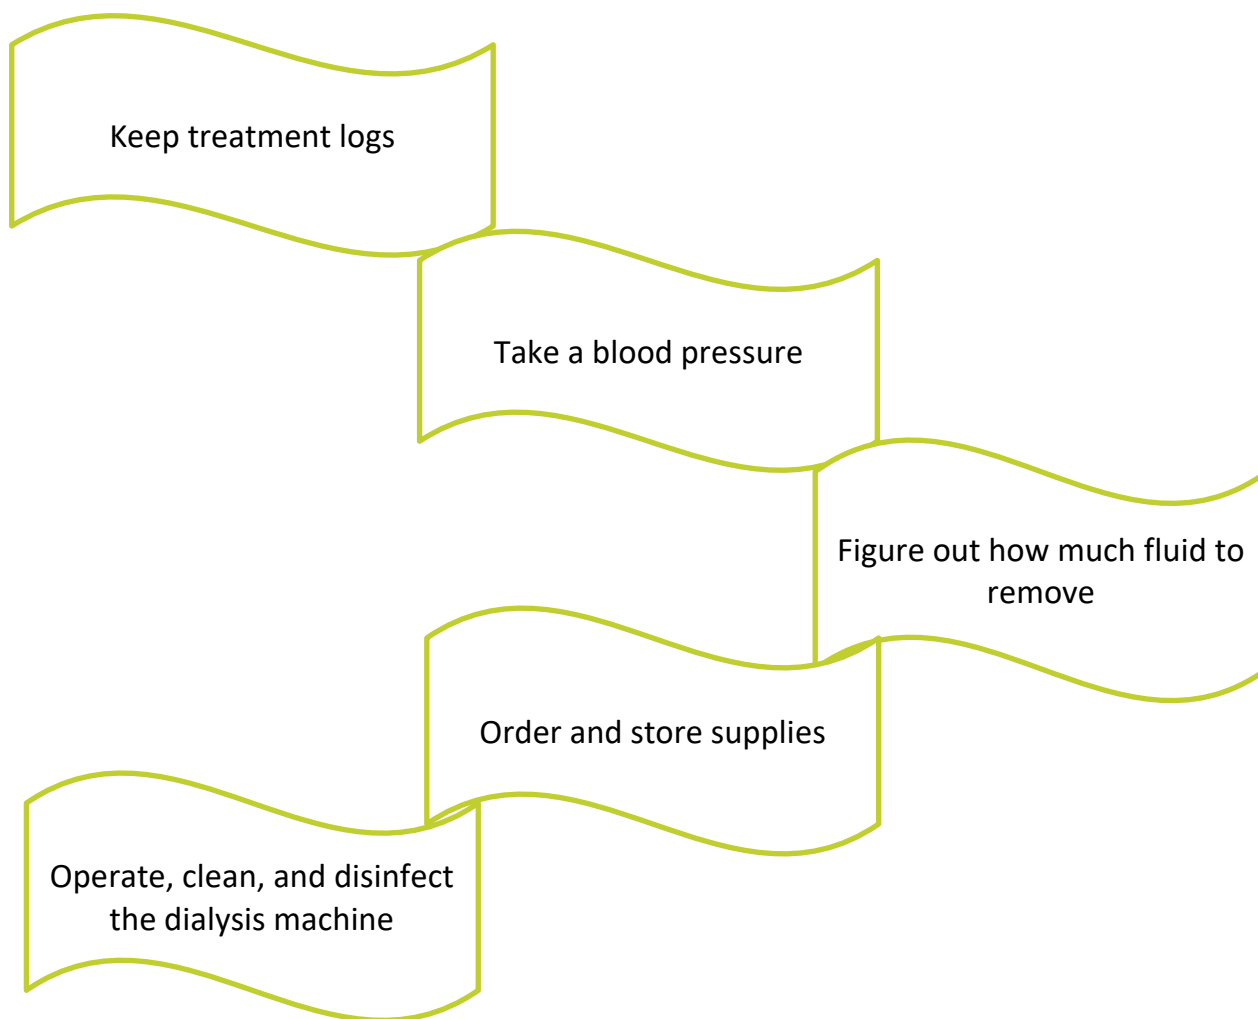 Keep treatment logs
Take a blood pressure
Figure out how much fluid to
remove
Order and store supplies
Operate, clean, and disinfect
the dialysis machine